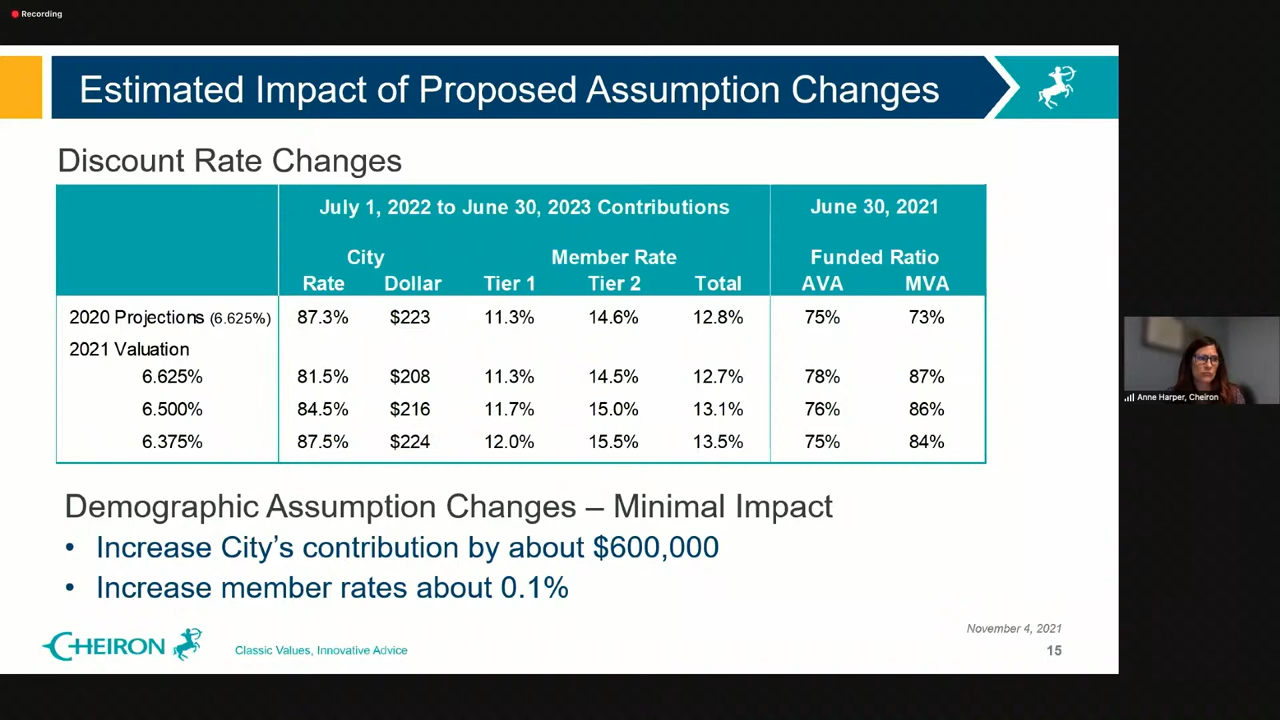 Recording
Estimated Impact of Proposed Assumption Changes
Discount Rate Changes
July 1, 2022 to June 30, 2023 Contributions June 30, 2021
City Member Rate Funded Ratio
Rate Dollar Tier 1 Tier 2 Total AVA MVA
2020 Projections (6.625%) 87.3% $223 11.3% 14.6% 12.8% 75% 73%
2021 Valuation
6.625% 81.5% $208 11.3% 14.5% 12.7% 78% 87%
6.500% 84.5% $216 11.7% 15.0% 13.1% 76% 86%
6.375% 87.5% $224 12.0% 15.5% 13.5% 75% 84%
Anne Harper, Cheiron
Demographic Assumption Changes – Minimal Impact
• Increase City's contribution by about $600,000
• Increase member rates about 0.1%
November 4, 2021
CHEIRON Classic Values, Innovative Advice 15